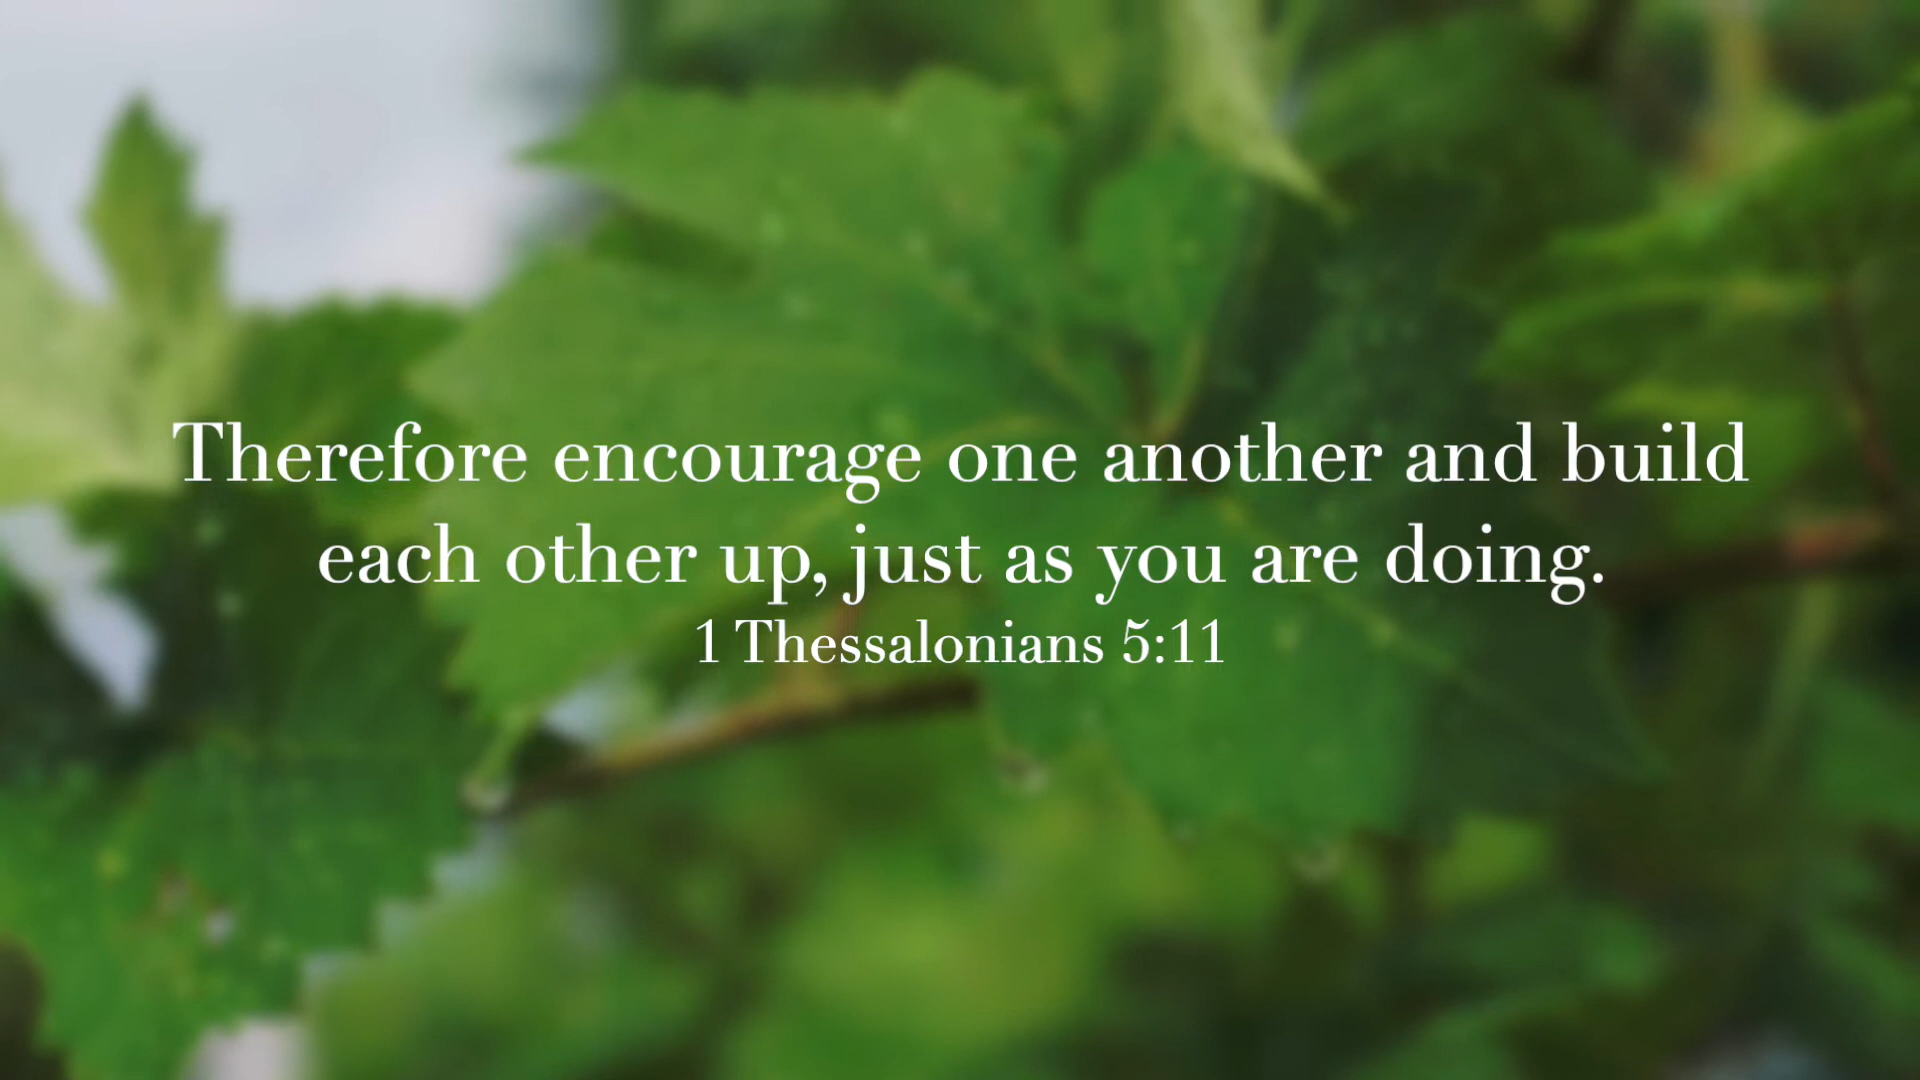 Therefore encourage one another and build
each other up, just as you are doing.
1 Thessalonians 5:11